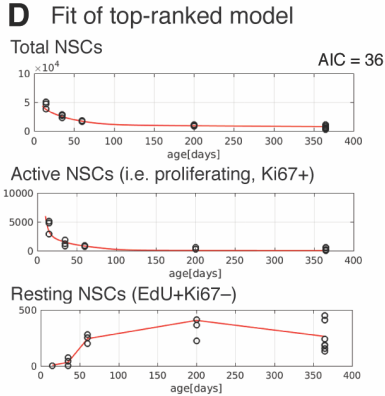 D Fit of top-ranked model
Total NSCs
AIC = 36
× 10⁴
10
5
0
0 50 100 150 200 250 300 350 400
age[days]
Active NSCs (i.e. proliferating, Ki67+)
10000
5000
0
0 50 100 150 200 250 300 350 400
age[days]
Resting NSCs (EdU+Ki67–)
500
0
0 50 100 150 200 250 300 350 400
age[days]